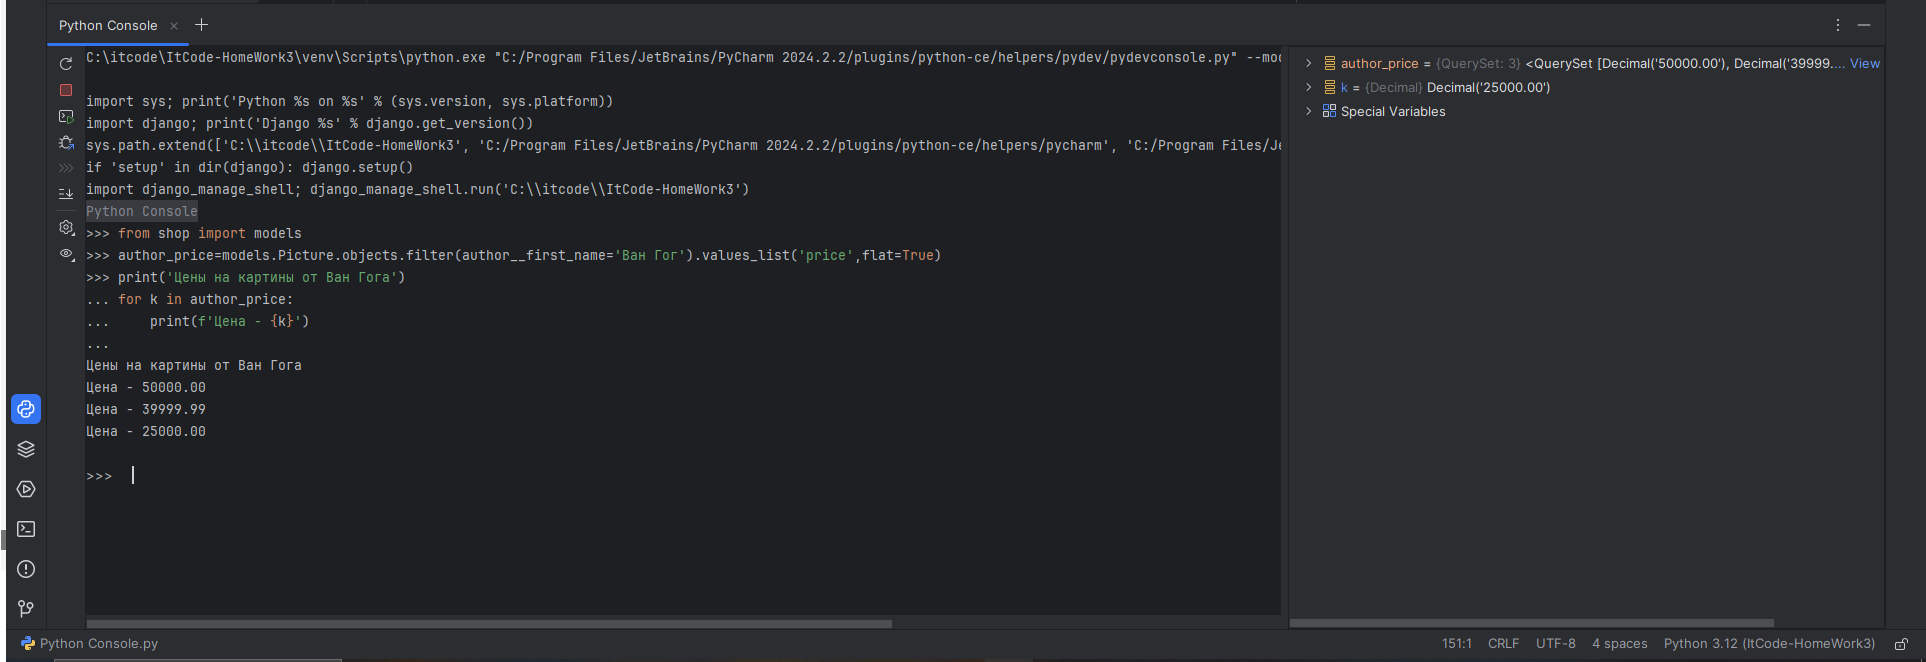 Python Console
C:\itcode\ItCode-HomeWork3\venv\Scripts\python.exe "C:/Program Files/JetBrains/PyCharm 2024.2.2/plugins/python-ce/helpers/pydev/pydevconsole.py" --mod
import sys; print('Python %s on %s' % (sys.version, sys.platform))
import django; print('Django %s' % django.get_version())
sys.path.extend(['C:\\itcode\\ItCode-HomeWork3', 'C:/Program Files/JetBrains/PyCharm 2024.2.2/plugins/python-ce/helpers/pycharm', 'C:/Program Files/Je
if 'setup' in dir(django): django.setup()
import django_manage_shell; django_manage_shell.run('C:\\itcode\\ItCode-HomeWork3')
Python Console
>>> from shop import models
>>> author_price=models.Picture.objects.filter(author__first_name='Ван Гог').values_list('price',flat=True)
>>> print('Цены на картины от Ван Гога')
... for k in author_price:
...     print(f'Цена - {k}')
...
Цены на картины от Ван Гога
Цена - 50000.00
Цена - 39999.99
Цена - 25000.00
>>>
author_price = {QuerySet: 3} <QuerySet [Decimal('50000.00'), Decimal('39999.... View
k = {Decimal} Decimal('25000.00')
Special Variables
Python Console.py
151:1 CRLF UTF-8 4 spaces Python 3.12 (ItCode-HomeWork3)